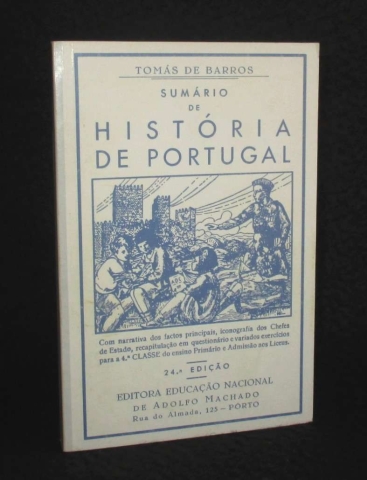 TOMÁS DE BARROS
SUMÁRIO
DE
HISTÓRIA
DE PORTUGAL
Com narrativa dos factos principais, iconografia dos Chefes
de Estado, recapitulação em questionário e variados exercícios
para a 4.ª CLASSE do ensino Primário e Admissão aos Liceus.
24.ª EDIÇÃO
EDITORA EDUCAÇÃO NACIONAL
DE ADOLFO MACHADO
Rua do Almada, 125 — PÔRTO